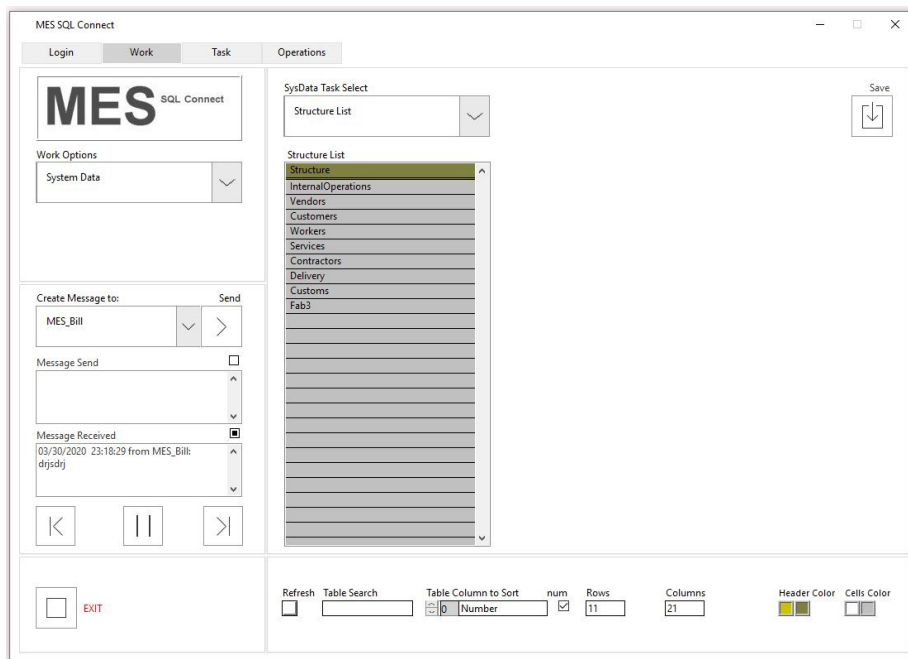 MES SQL Connect
Login Work Task Operations
MES SQL Connect
Work Options
System Data
Create Message to: Send
MES_Bill
Message Send
Message Received
03/30/2020 23:18:29 from MES_Bill:
drjsdrj
EXIT
SysData Task Select
Structure List
Save
Structure List
Structure
InternalOperations
Vendors
Customers
Workers
Services
Contractors
Delivery
Customs
Fab3
Refresh Table Search Table Column to Sort num Rows Columns Header Color Cells Color
0 Number 11 21